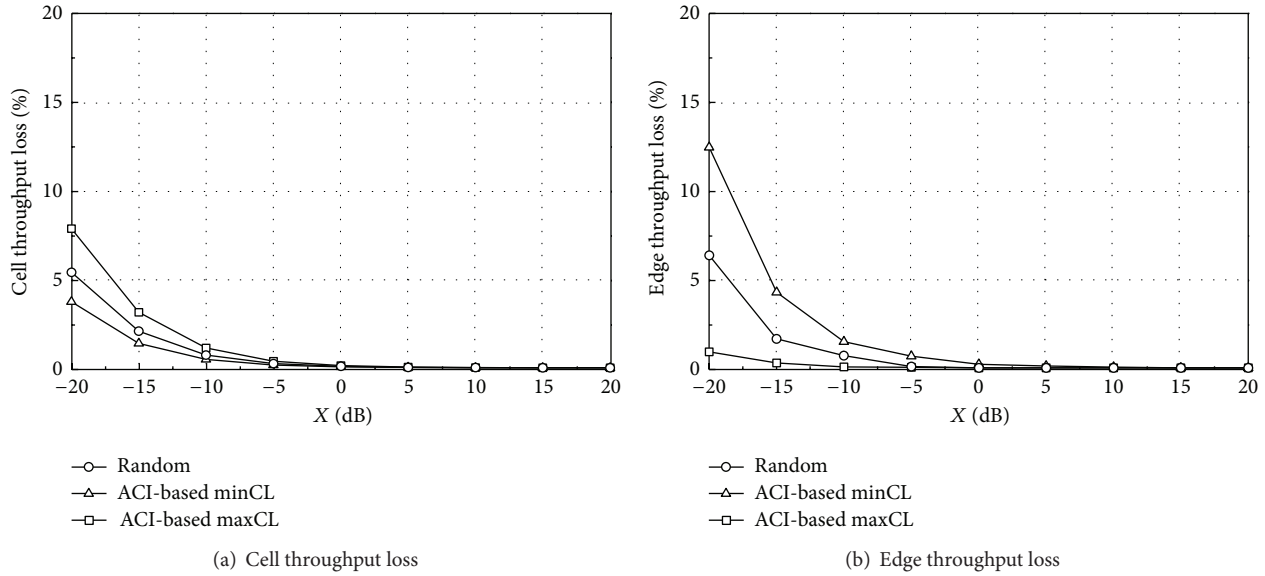 20
15
10
5
0
Cell throughput loss (%)
−20 −15 −10 −5 0 5 10 15 20
X (dB)
Random
ACI-based minCL
ACI-based maxCL
(a) Cell throughput loss
20
15
10
5
0
Edge throughput loss (%)
−20 −15 −10 −5 0 5 10 15 20
X (dB)
Random
ACI-based minCL
ACI-based maxCL
(b) Edge throughput loss